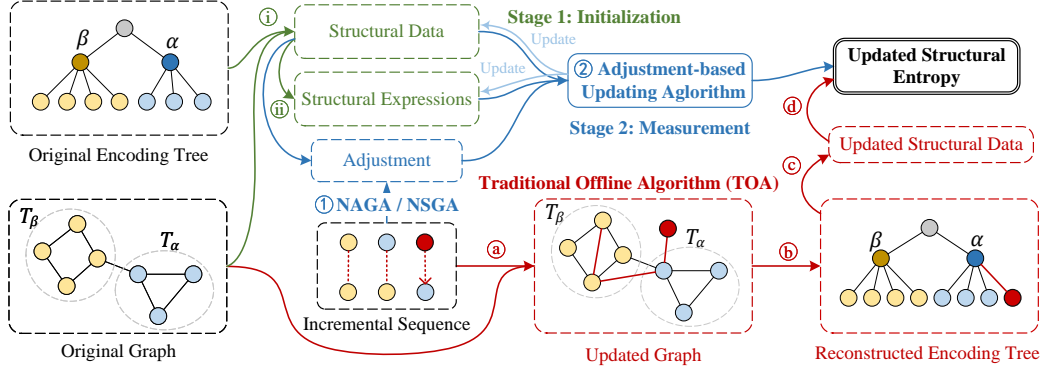 β
α
Original Encoding Tree
T_β
T_α
Original Graph
ⓘ
ⓘⓘ
Structural Data
Structural Expressions
Adjustment
① NAGA / NSGA
Incremental Sequence
Stage 1: Initialization
Update
Update
② Adjustment-based
Updating Aglorithm
Stage 2: Measurement
Traditional Offline Algorithm (TOA)
ⓐ
T_β
T_α
Updated Graph
ⓑ
Updated Structural
Entropy
ⓓ
Updated Structural Data
ⓒ
β
α
Reconstructed Encoding Tree